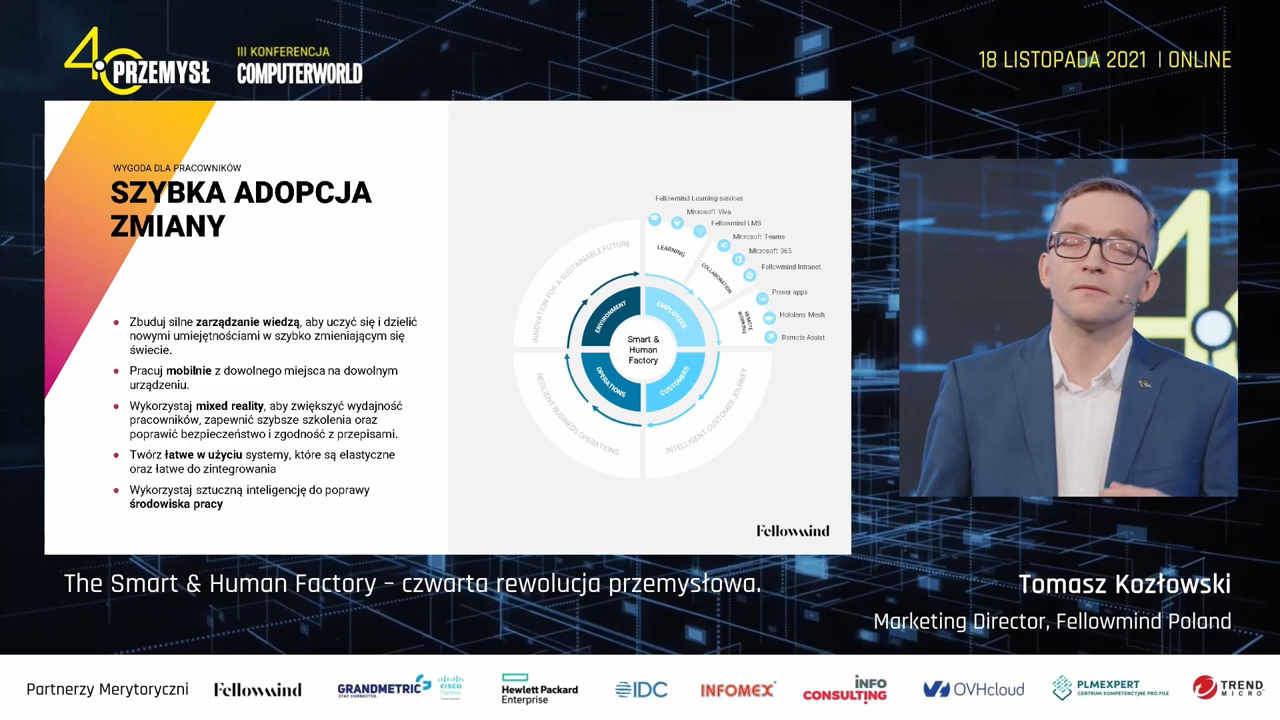 4.0 PRZEMYSŁ
III KONFERENCJA
COMPUTERWORLD
18 LISTOPADA 2021 | ONLINE
WYGODA DLA PRACOWNIKÓW
SZYBKA ADOPCJA
ZMIANY
• Zbuduj silne zarządzanie wiedzą, aby uczyć się i dzielić
nowymi umiejętnościami w szybko zmieniającym się
świecie.
• Pracuj mobilnie z dowolnego miejsca na dowolnym
urządzeniu.
• Wykorzystaj mixed reality, aby zwiększyć wydajność
pracowników, zapewnić szybsze szkolenia oraz
poprawić bezpieczeństwo i zgodność z przepisami.
• Twórz łatwe w użyciu systemy, które są elastyczne
oraz łatwe do zintegrowania
• Wykorzystaj sztuczną inteligencję do poprawy
środowiska pracy
Fellowmind Learning services
Microsoft Viva
Fellowmind LMS
Microsoft Teams
Microsoft 365
Fellowmind Intranet
Power apps
Hololens Mesh
Remote Assist
LEARNING
COLLABORATION
REMOTE
WORKING
INNOVATION FOR A SUSTAINABLE FUTURE
ENVIRONMENT
EMPLOYEES
Smart &
Human
Factory
OPERATIONS
CUSTOMERS
RESILIENT BUSINESS OPERATIONS
INTELLIGENT CUSTOMER JOURNEY
Fellowmind
The Smart & Human Factory – czwarta rewolucja przemysłowa.
Tomasz Kozłowski
Marketing Director, Fellowmind Poland
Partnerzy Merytoryczni
Fellowmind
GRANDMETRIC
STAY CONNECTED
CISCO
Partner
Hewlett Packard
Enterprise
IDC
INFOMEX
INFO
CONSULTING
OVHcloud
PLMEXPERT
CENTRUM KOMPETENCYJNE PRO.FILE
TREND
MICRO